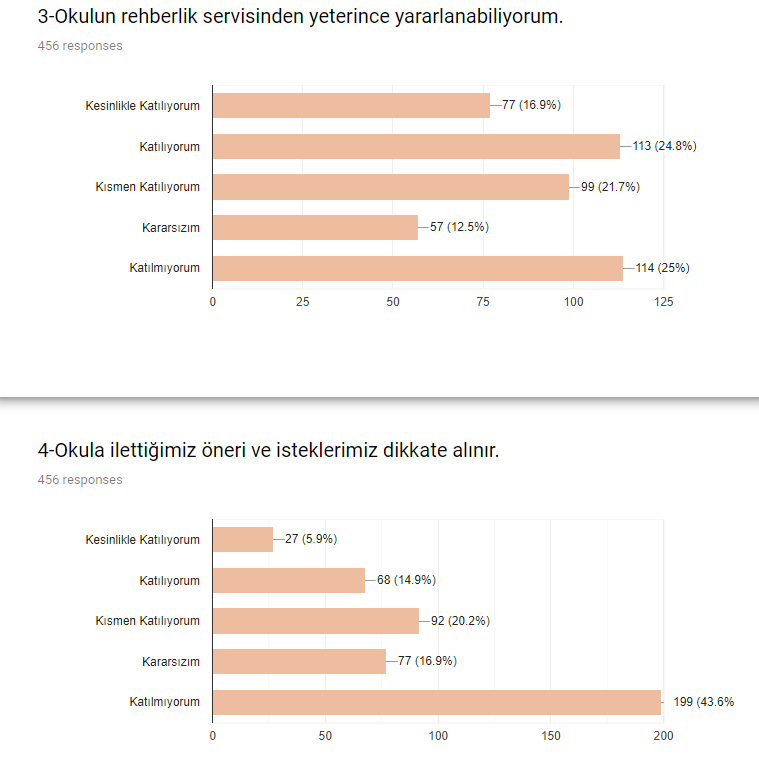 3-Okulun rehberlik servisinden yeterince yararlanabiliyorum.
456 responses
Kesinlikle Katılıyorum 77 (16.9%)
Katılıyorum 113 (24.8%)
Kısmen Katılıyorum 99 (21.7%)
Kararsızım 57 (12.5%)
Katılmıyorum 114 (25%)
0 25 50 75 100 125
4-Okula ilettiğimiz öneri ve isteklerimiz dikkate alınır.
456 responses
Kesinlikle Katılıyorum 27 (5.9%)
Katılıyorum 68 (14.9%)
Kısmen Katılıyorum 92 (20.2%)
Kararsızım 77 (16.9%)
Katılmıyorum 199 (43.6%
0 50 100 150 200